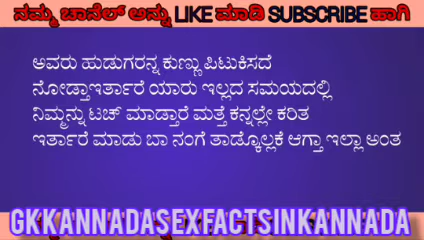 ನಮ್ಮ ಚಾನೆಲ್ ಅನ್ನು LIKE ಮಾಡಿ SUBSCRIBE ಹಾಗಿ
ಅವರು ಹುಡುಗರನ್ನ ಕುಣ್ಣು ಪಿಟುಕಿಸದೆ
ನೋಡ್ತಾಇರ್ತಾರೆ ಯಾರು ಇಲ್ಲದ ಸಮಯದಲ್ಲಿ
ನಿಮ್ಮನ್ನು ಟಚ್ ಮಾಡ್ತಾರೆ ಮತ್ತೆ ಕನ್ನಲ್ಲೇ ಕರಿತ
ಇರ್ತಾರೆ ಮಾಡು ಬಾ ನಂಗೆ ತಾಡ್ಕೊಲ್ಲಕೆ ಆಗ್ತಾ ಇಲ್ಲಾ ಅಂತ
GKKANNADASEXFACTSINKANNADA